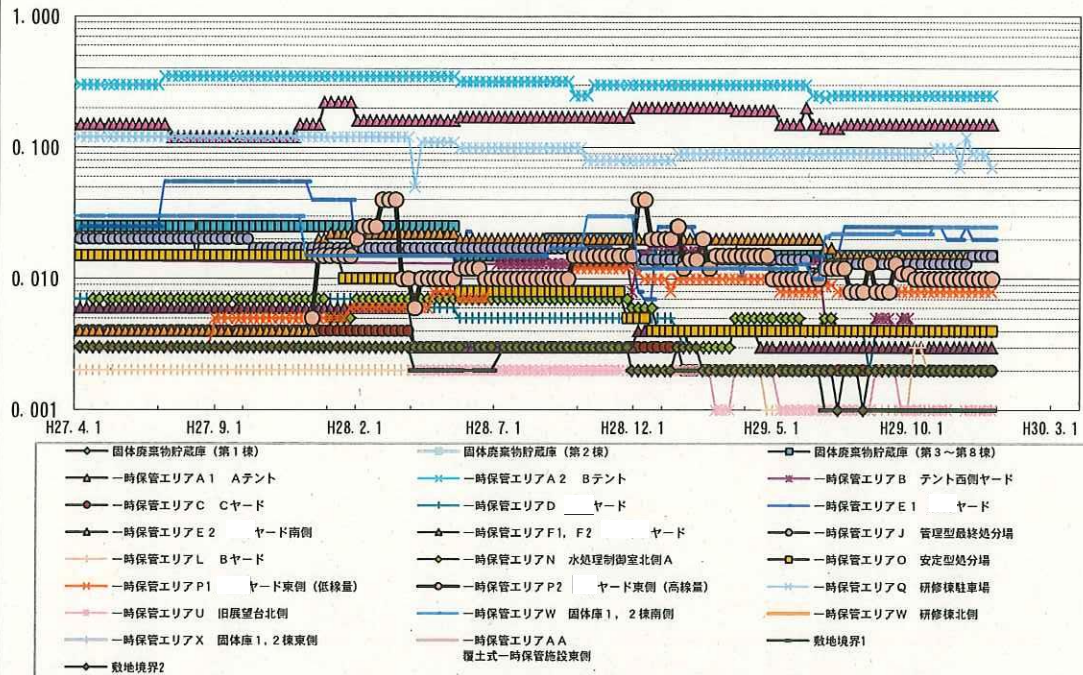 1.000
0.100
0.010
0.001
H27.4.1 H27.9.1 H28.2.1 H28.7.1 H28.12.1 H29.5.1 H29.10.1 H30.3.1
固体廃棄物貯蔵庫（第1棟） 固体廃棄物貯蔵庫（第2棟） 固体廃棄物貯蔵庫（第3～第8棟）
一時保管エリアA1 Aテント 一時保管エリアA2 Bテント 一時保管エリアB テント西側ヤード
一時保管エリアC Cヤード 一時保管エリアD ヤード 一時保管エリアE1 ヤード
一時保管エリアE2 ヤード南側 一時保管エリアF1, F2 ヤード 一時保管エリアJ 管理型最終処分場
一時保管エリアL Bヤード 一時保管エリアN 水処理制御室北側A 一時保管エリアO 安定型処分場
一時保管エリアP1 ヤード東側（低線量） 一時保管エリアP2 ヤード東側（高線量） 一時保管エリアQ 研修棟駐車場
一時保管エリアU 旧展望台北側 一時保管エリアW 固体庫1, 2棟南側 一時保管エリアW 研修棟北側
一時保管エリアX 固体庫1,2棟東側 一時保管エリアAA 敷地境界1
覆土式一時保管施設東側
敷地境界2